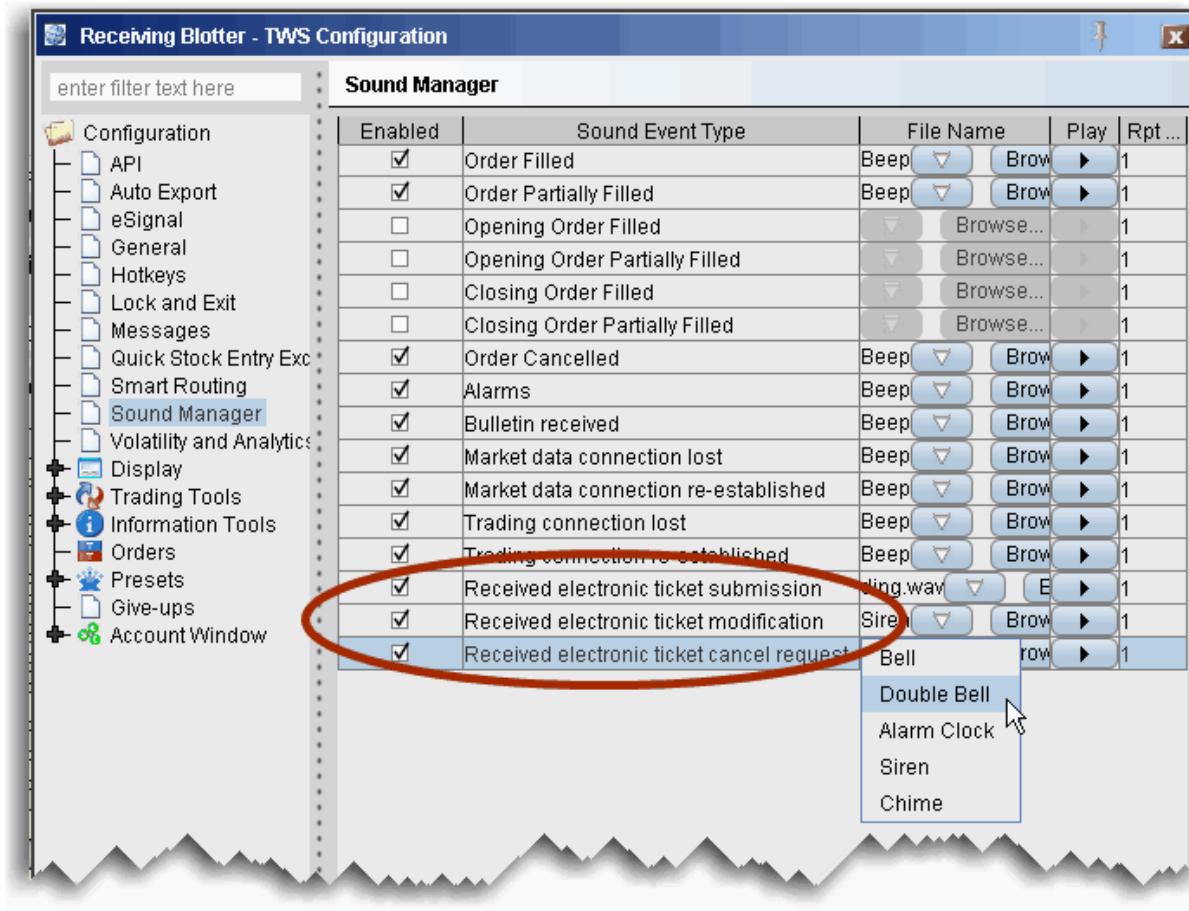 Receiving Blotter - TWS Configuration
enter filter text here
Configuration
API
Auto Export
eSignal
General
Hotkeys
Lock and Exit
Messages
Quick Stock Entry Exc
Smart Routing
Sound Manager
Volatility and Analytics
Display
Trading Tools
Information Tools
Orders
Presets
Give-ups
Account Window
Sound Manager
Enabled Sound Event Type File Name Play Rpt ...
Order Filled Beep Brow 1
Order Partially Filled Beep Brow 1
Opening Order Filled Browse... 1
Opening Order Partially Filled Browse... 1
Closing Order Filled Browse... 1
Closing Order Partially Filled Browse... 1
Order Cancelled Beep Brow 1
Alarms Beep Brow 1
Bulletin received Beep Brow 1
Market data connection lost Beep Brow 1
Market data connection re-established Beep Brow 1
Trading connection lost Beep Brow 1
Trading connection re-established Beep Brow 1
Received electronic ticket submission ding.wav E 1
Received electronic ticket modification Siren Brow 1
Received electronic ticket cancel request row 1
Bell
Double Bell
Alarm Clock
Siren
Chime